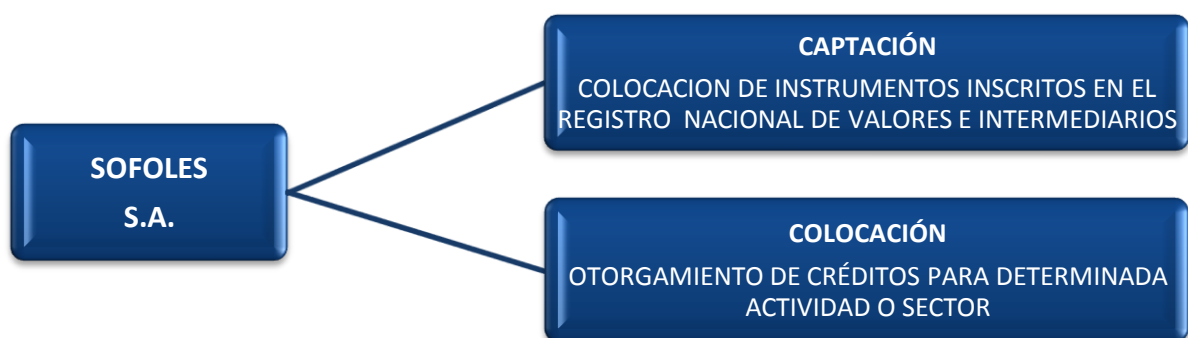 SOFOLES
S.A.
CAPTACIÓN
COLOCACION DE INSTRUMENTOS INSCRITOS EN EL
REGISTRO NACIONAL DE VALORES E INTERMEDIARIOS
COLOCACIÓN
OTORGAMIENTO DE CRÉDITOS PARA DETERMINADA
ACTIVIDAD O SECTOR